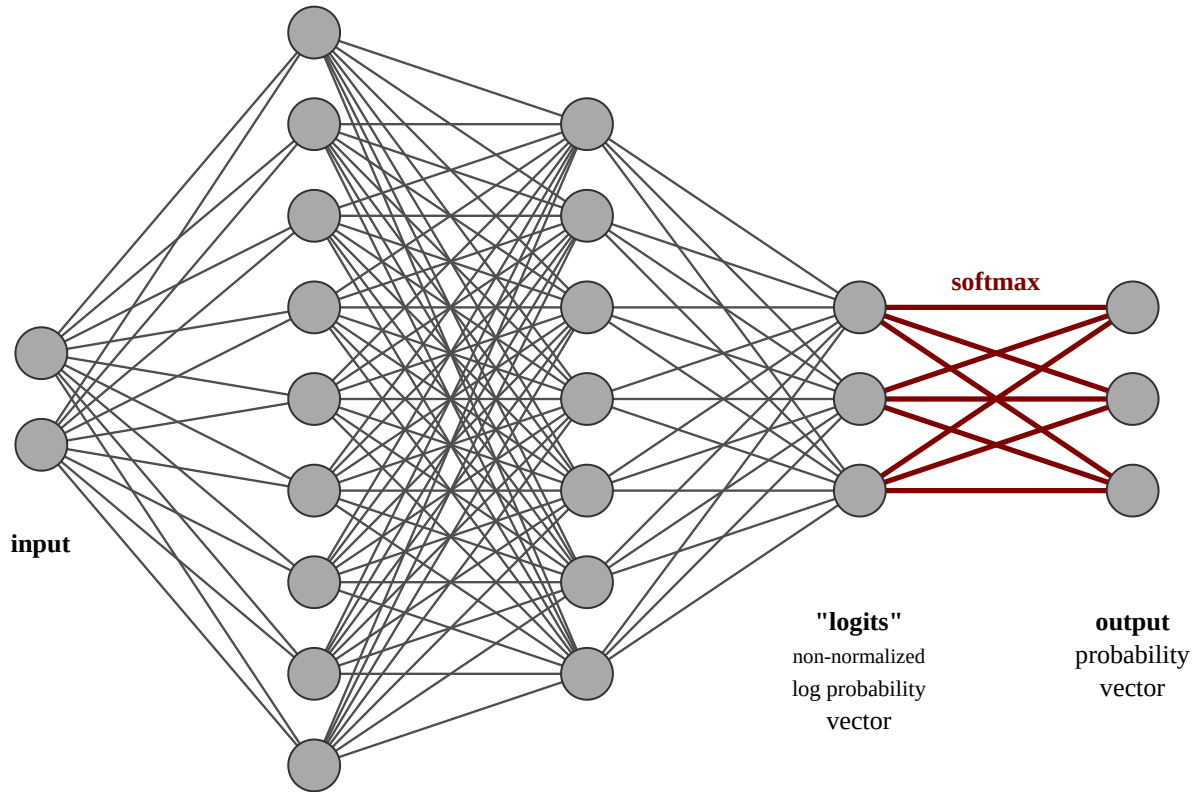 softmax
input
"logits"
non-normalized
log probability
vector
output
probability
vector